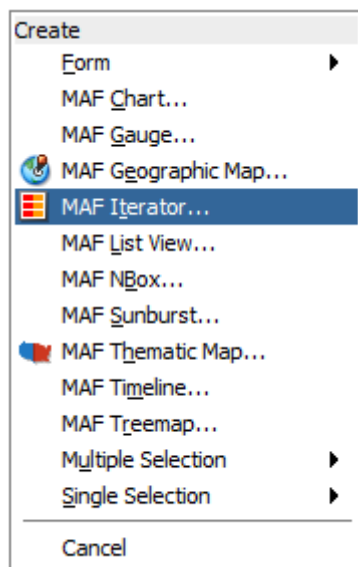 Create
Form
MAF Chart...
MAF Gauge...
MAF Geographic Map...
MAF Iterator...
MAF List View...
MAF NBox...
MAF Sunburst...
MAF Thematic Map...
MAF Timeline...
MAF Treemap...
Multiple Selection
Single Selection
Cancel